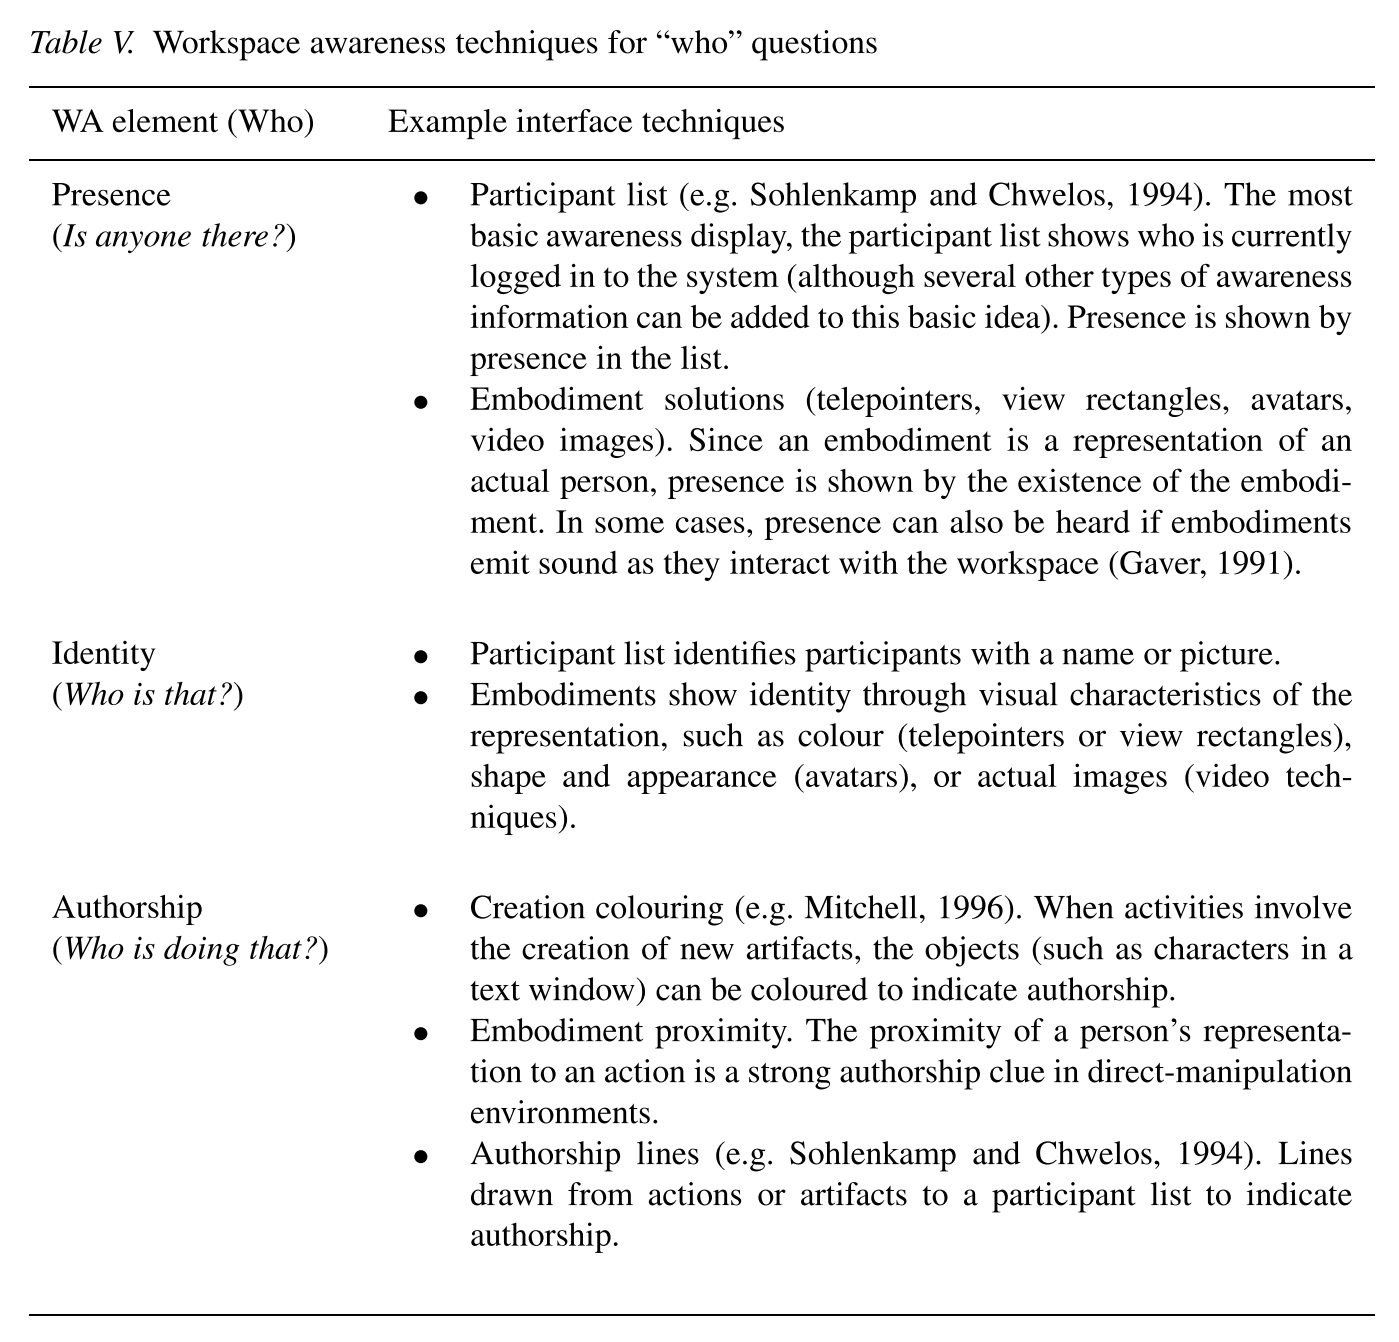 Table V. Workspace awareness techniques for “who” questions
WA element (Who) Example interface techniques
Presence
(Is anyone there?)
● Participant list (e.g. Sohlenkamp and Chwelos, 1994). The most
basic awareness display, the participant list shows who is currently
logged in to the system (although several other types of awareness
information can be added to this basic idea). Presence is shown by
presence in the list.
● Embodiment solutions (telepointers, view rectangles, avatars,
video images). Since an embodiment is a representation of an
actual person, presence is shown by the existence of the embodi-
ment. In some cases, presence can also be heard if embodiments
emit sound as they interact with the workspace (Gaver, 1991).
Identity
(Who is that?)
● Participant list identifies participants with a name or picture.
● Embodiments show identity through visual characteristics of the
representation, such as colour (telepointers or view rectangles),
shape and appearance (avatars), or actual images (video tech-
niques).
Authorship
(Who is doing that?)
● Creation colouring (e.g. Mitchell, 1996). When activities involve
the creation of new artifacts, the objects (such as characters in a
text window) can be coloured to indicate authorship.
● Embodiment proximity. The proximity of a person’s representa-
tion to an action is a strong authorship clue in direct-manipulation
environments.
● Authorship lines (e.g. Sohlenkamp and Chwelos, 1994). Lines
drawn from actions or artifacts to a participant list to indicate
authorship.